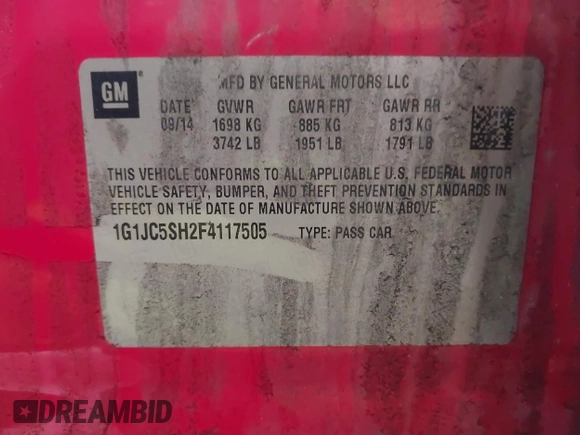 GM
MFD BY GENERAL MOTORS LLC
DATE GVWR GAWR FRT GAWR RR
09/14 1698 KG 885 KG 813 KG
3742 LB 1951 LB 1791 LB
THIS VEHICLE CONFORMS TO ALL APPLICABLE U.S. FEDERAL MOTOR
VEHICLE SAFETY, BUMPER, AND THEFT PREVENTION STANDARDS IN
EFFECT ON THE DATE OF MANUFACTURE SHOWN ABOVE.
1G1JC5SH2F4117505 TYPE: PASS CAR
DREAMBID